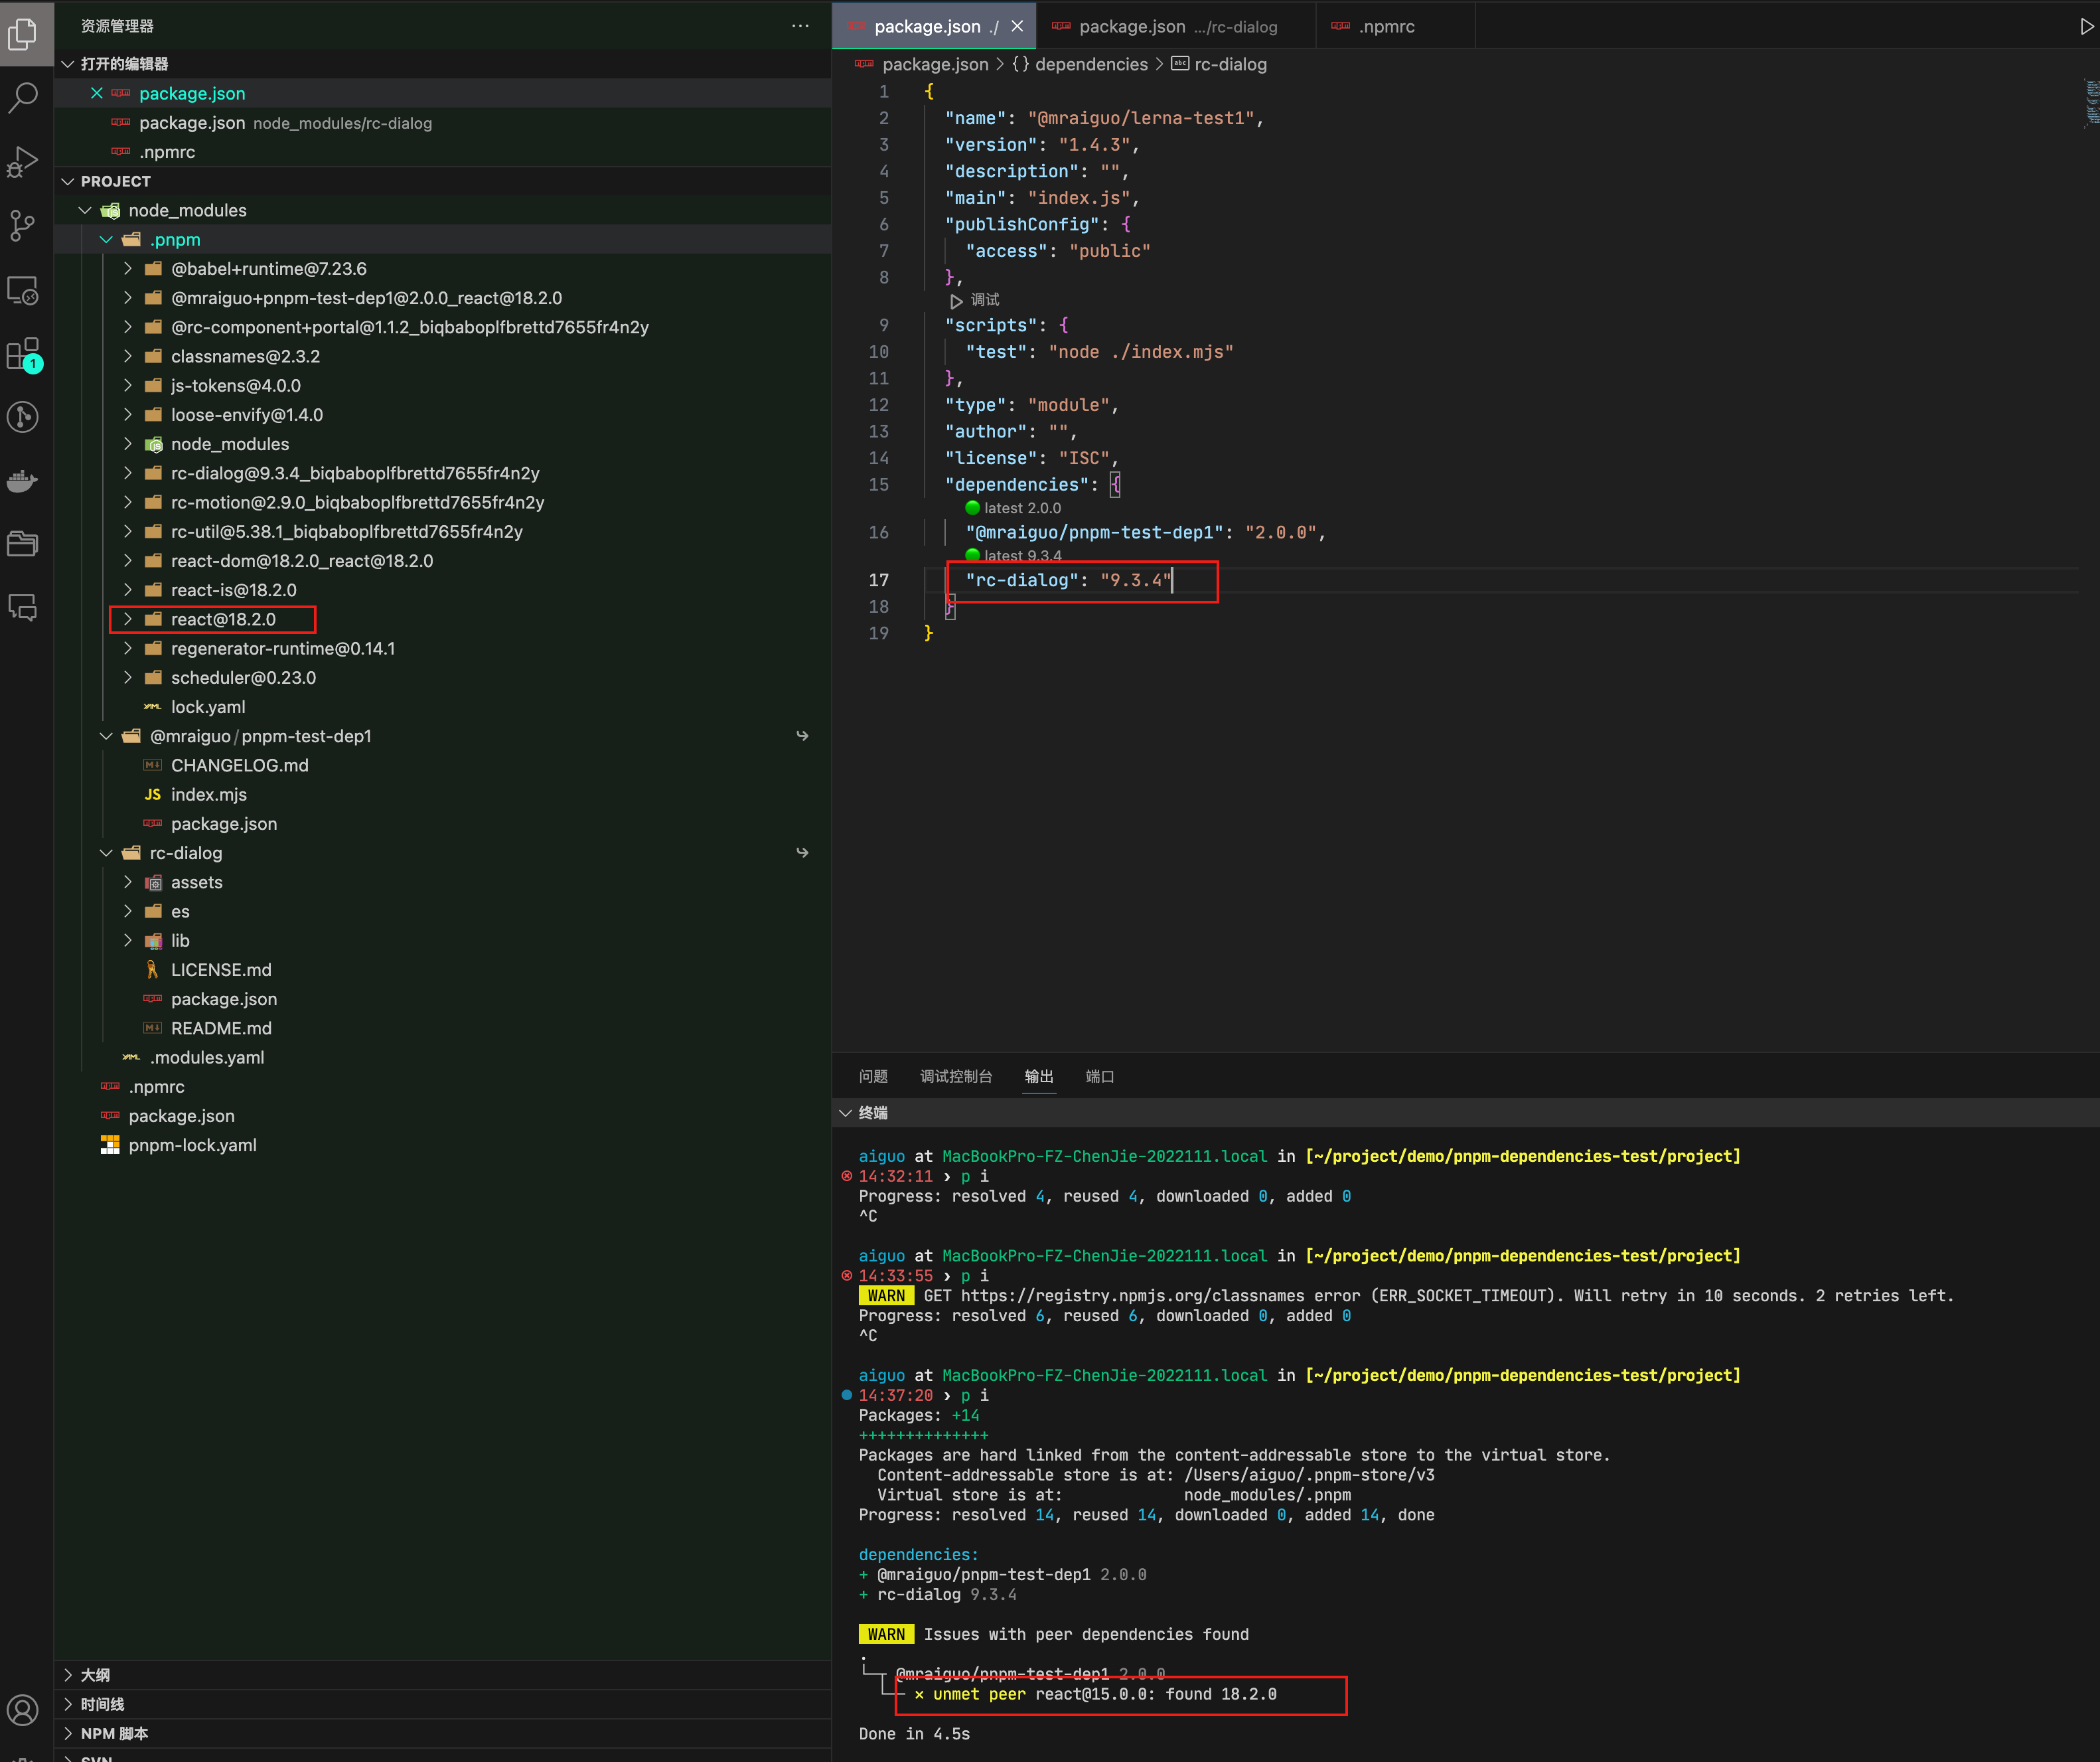 资源管理器
打开的编辑器
package.json
package.json node_modules/rc-dialog
.npmrc
PROJECT
node_modules
.pnpm
@babel+runtime@7.23.6
@mraiguo+pnpm-test-dep1@2.0.0_react@18.2.0
@rc-component+portal@1.1.2_biqbaboplfbrettd7655fr4n2y
classnames@2.3.2
js-tokens@4.0.0
loose-envify@1.4.0
node_modules
rc-dialog@9.3.4_biqbaboplfbrettd7655fr4n2y
rc-motion@2.9.0_biqbaboplfbrettd7655fr4n2y
rc-util@5.38.1_biqbaboplfbrettd7655fr4n2y
react-dom@18.2.0_react@18.2.0
react-is@18.2.0
react@18.2.0
regenerator-runtime@0.14.1
scheduler@0.23.0
lock.yaml
@mraiguo/pnpm-test-dep1
CHANGELOG.md
JS index.mjs
package.json
rc-dialog
assets
es
lib
LICENSE.md
package.json
README.md
.modules.yaml
.npmrc
package.json
pnpm-lock.yaml
大纲
时间线
NPM 脚本
SVN
1
package.json ./
package.json .../rc-dialog
.npmrc
package.json > {} dependencies > abc rc-dialog
1 {
2 "name": "@mraiguo/lerna-test1",
3 "version": "1.4.3",
4 "description": "",
5 "main": "index.js",
6 "publishConfig": {
7 "access": "public"
8 },
调试
9 "scripts": {
10 "test": "node ./index.mjs"
11 },
12 "type": "module",
13 "author": "",
14 "license": "ISC",
15 "dependencies": {
latest 2.0.0
16 "@mraiguo/pnpm-test-dep1": "2.0.0",
latest 9.3.4
17 "rc-dialog": "9.3.4"
18 }
19 }
问题 调试控制台 输出 端口
终端
aiguo at MacBookPro-FZ-ChenJie-2022111.local in [~/project/demo/pnpm-dependencies-test/project]
14:32:11 › p i
Progress: resolved 4, reused 4, downloaded 0, added 0
^C
aiguo at MacBookPro-FZ-ChenJie-2022111.local in [~/project/demo/pnpm-dependencies-test/project]
14:33:55 › p i
WARN GET https://registry.npmjs.org/classnames error (ERR_SOCKET_TIMEOUT). Will retry in 10 seconds. 2 retries left.
Progress: resolved 6, reused 6, downloaded 0, added 0
^C
aiguo at MacBookPro-FZ-ChenJie-2022111.local in [~/project/demo/pnpm-dependencies-test/project]
14:37:20 › p i
Packages: +14
++++++++++++++
Packages are hard linked from the content-addressable store to the virtual store.
Content-addressable store is at: /Users/aiguo/.pnpm-store/v3
Virtual store is at: node_modules/.pnpm
Progress: resolved 14, reused 14, downloaded 0, added 14, done
dependencies:
+ @mraiguo/pnpm-test-dep1 2.0.0
+ rc-dialog 9.3.4
WARN Issues with peer dependencies found
.
└─┬ @mraiguo/pnpm-test-dep1 2.0.0
└── ✕ unmet peer react@15.0.0: found 18.2.0
Done in 4.5s